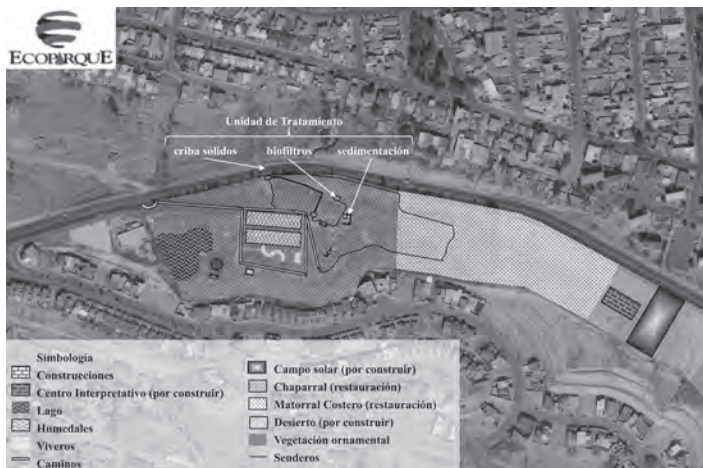 ECOPARQUE
Unidad de Tratamiento
criba sólidos
biofiltros
sedimentación
Simbología
Construcciones
Centro Interpretativo (por construir)
Lago
Humedales
Viveros
Caminos
Campo solar (por construir)
Chaparral (restauración)
Matorral Costero (restauración)
Desierto (por construir)
Vegetación ornamental
Senderos